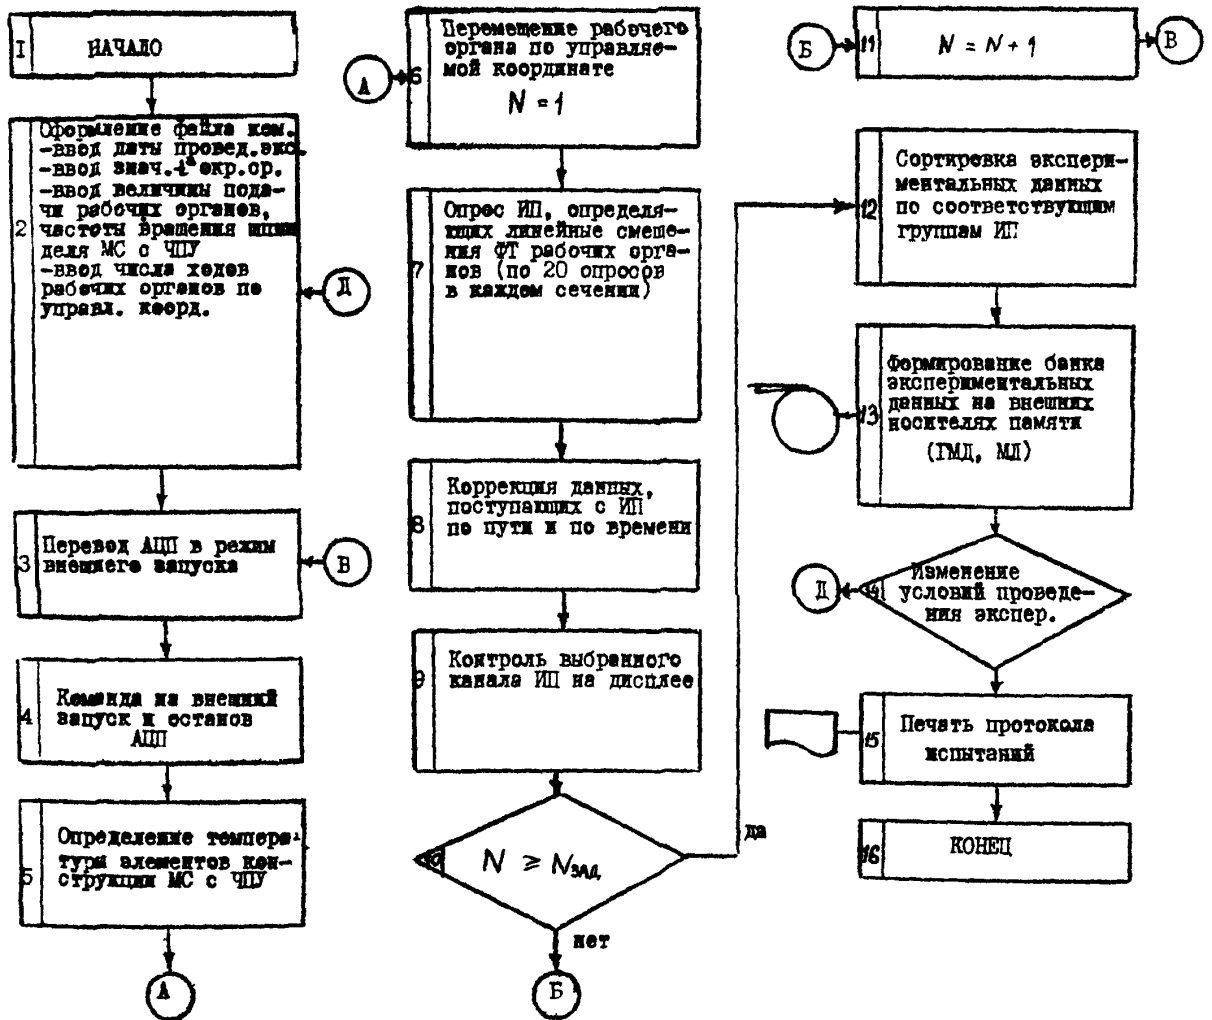 I
НАЧАЛО
2
Оформление файла ком.
-ввод даты провед.экс.
-ввод знач. t° окр.ср.
-ввод величины пода-
чи рабочих органов,
частоты вращения шпин
деля МС с ЧПУ
-ввод числа ходов
рабочих органов по
управл. коорд.
Д
3
Перевод АЦП в режим
внешнего запуска
В
4
Команда на внешний
запуск и останов
АЦП
5
Определение темпера-
туры элементов кон-
струкции МС с ЧПУ
А
А
6
Перемещение рабочего
органа по управляе-
мой координате
N = 1
7
Опрос ИП, определя-
ющих линейные смеще-
ния ФТ рабочих орга-
нов (по 20 опросов
в каждом сечении)
8
Коррекция данных,
поступающих с ИП
по пути и по времени
9
Контроль выбранного
канала ИП на дисплее
10
N ≥ Nзад.
да
нет
Б
Б
11
N = N + 1
В
12
Сортировка экспери-
ментальных данных
по соответствующим
группам ИП
13
Формирование банка
экспериментальных
данных на внешних
носителях памяти
(ГМД, МЛ)
Д
14
Изменение
условий проведе-
ния экспер.
15
Печать протокола
испытаний
16
КОНЕЦ